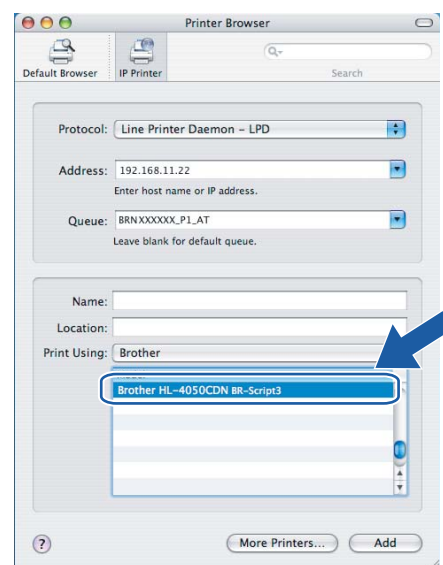 Printer Browser
Default Browser
IP Printer
Search
Protocol: Line Printer Daemon – LPD
Address: 192.168.11.22
Enter host name or IP address.
Queue: BRNXXXXXX_P1_AT
Leave blank for default queue.
Name:
Location:
Print Using: Brother
Brother HL-4050CDN BR-Script3
?
More Printers... Add